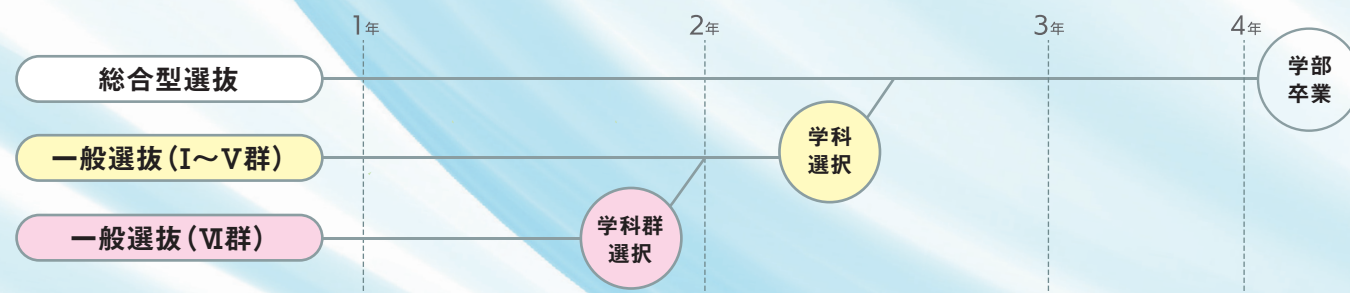 1年 2年 3年 4年
総合型選抜
学部
卒業
一般選抜(I～V群)
学科
選択
一般選抜(Ⅵ群)
学科群
選択